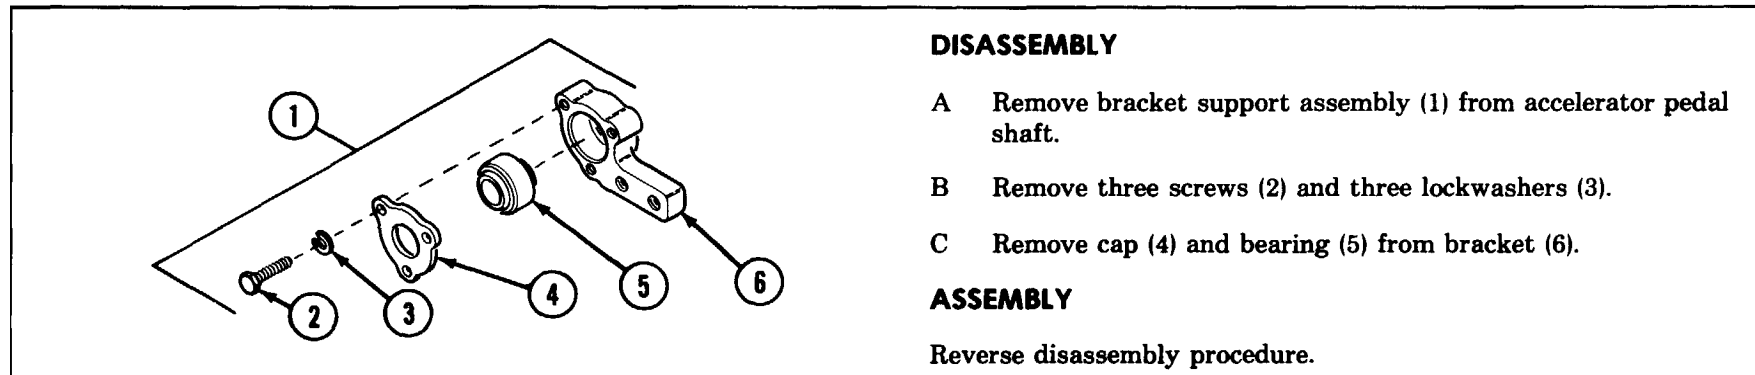 1
2
3
4
5
6
DISASSEMBLY
A Remove bracket support assembly (1) from accelerator pedal
shaft.
B Remove three screws (2) and three lockwashers (3).
C Remove cap (4) and bearing (5) from bracket (6).
ASSEMBLY
Reverse disassembly procedure.